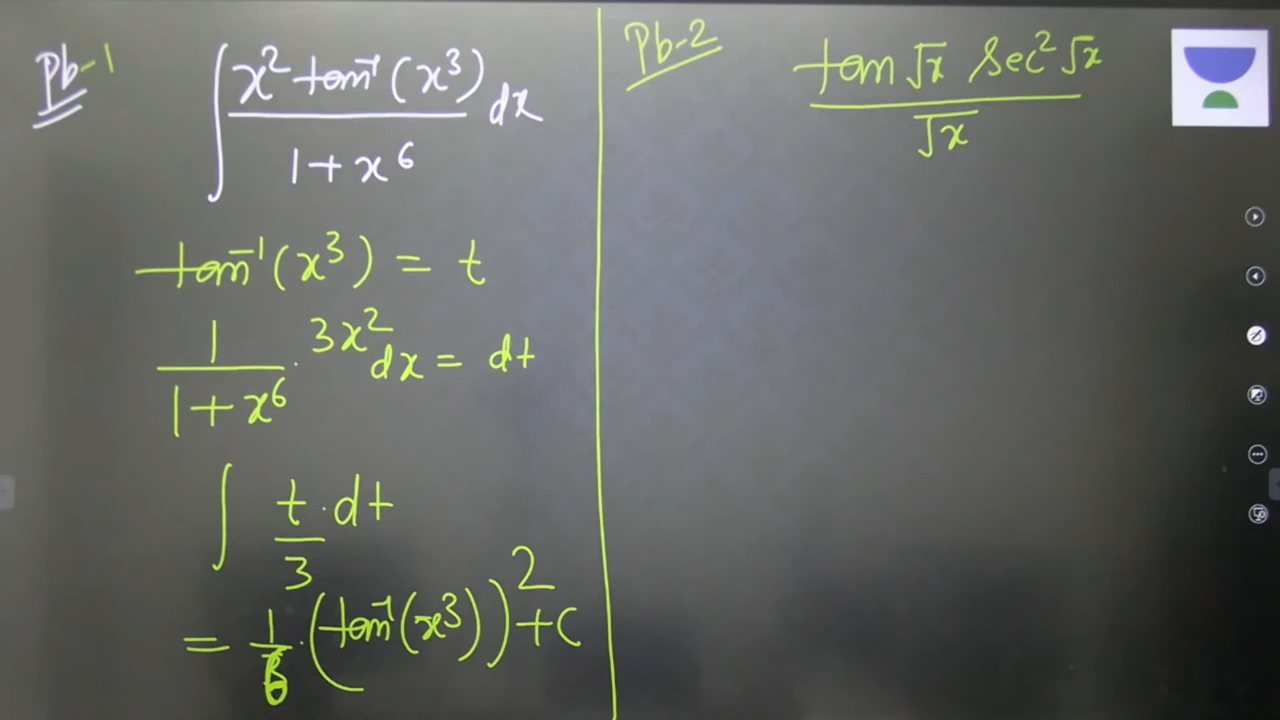 Pb-1
∫ x² tan⁻¹(x³) / 1+x⁶ dx
tan⁻¹(x³) = t
1 / 1+x⁶ · 3x² dx = dt
∫ t/3 · dt
= 1/6 · (tan⁻¹(x³))² + C
Pb-2
tan √x sec² √x / √x